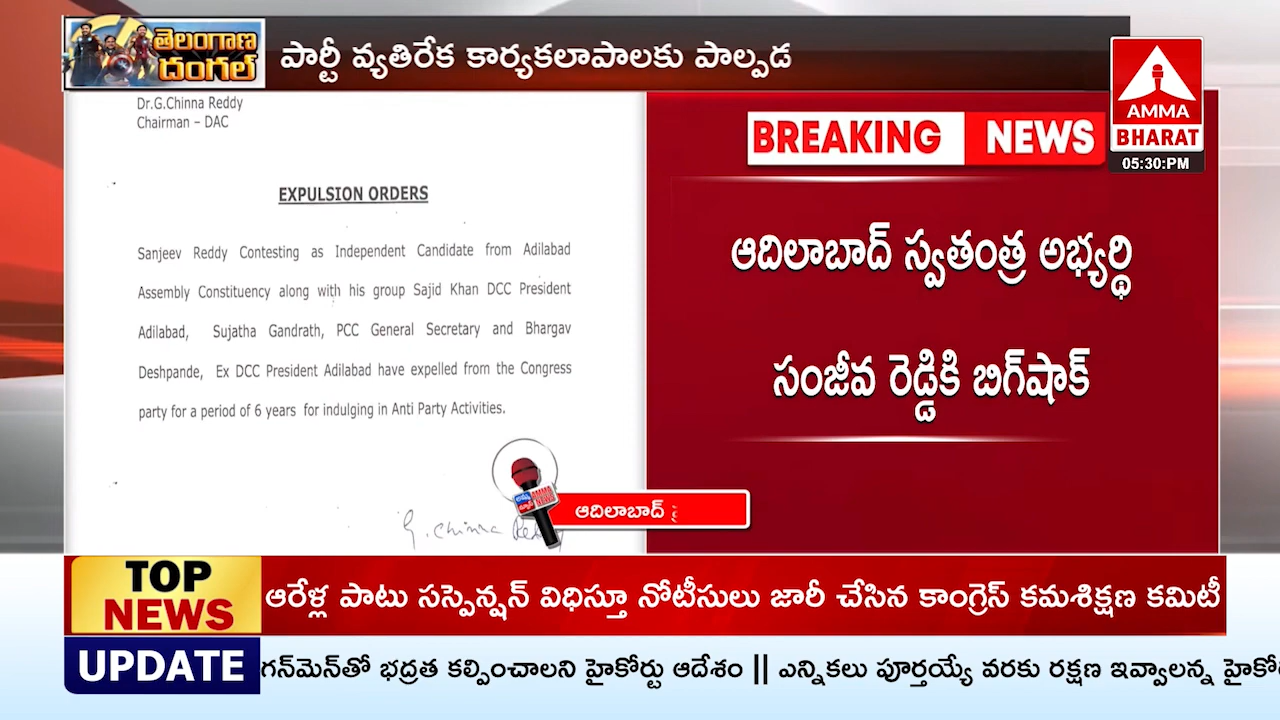 తెలంగాణ
దంగల్
పార్టీ వ్యతిరేక కార్యకలాపాలకు పాల్పడ
AMMA
BHARAT
05:30:PM
Dr.G.Chinna Reddy
Chairman – DAC
EXPULSION ORDERS
Sanjeev Reddy Contesting as Independent Candidate from Adilabad
Assembly Constituency along with his group Sajid Khan DCC President
Adilabad, Sujatha Gandrath, PCC General Secretary and Bhargav
Deshpande, Ex DCC President Adilabad have expelled from the Congress
party for a period of 6 years for indulging in Anti Party Activities.
G. Chinna Reddy
BREAKING NEWS
ఆదిలాబాద్ స్వతంత్ర అభ్యర్థి
సంజీవ రెడ్డికి బిగ్‌షాక్
అమ్మ న్యూస్ AMMA NEWS
ఆదిలాబాద్
TOP
NEWS
ఆరేళ్ల పాటు సస్పెన్షన్ విధిస్తూ నోటీసులు జారీ చేసిన కాంగ్రెస్ కమశిక్షణ కమిటీ
UPDATE
గన్‌మెన్‌తో భద్రత కల్పించాలని హైకోర్టు ఆదేశం || ఎన్నికలు పూర్తయ్యే వరకు రక్షణ ఇవ్వాలన్న హైకో